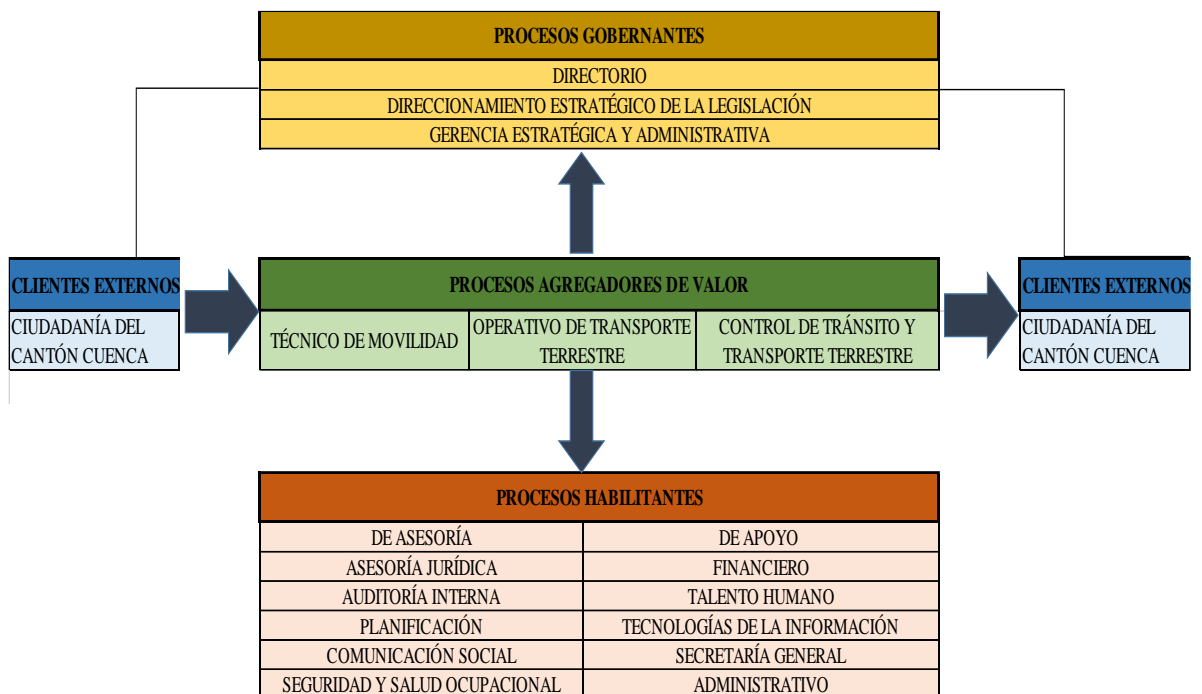 PROCESOS GOBERNANTES
DIRECTORIO
DIRECCIONAMIENTO ESTRATÉGICO DE LA LEGISLACIÓN
GERENCIA ESTRATÉGICA Y ADMINISTRATIVA
CLIENTES EXTERNOS
CIUDADANÍA DEL
CANTÓN CUENCA
PROCESOS AGREGADORES DE VALOR
TÉCNICO DE MOVILIDAD
OPERATIVO DE TRANSPORTE
TERRESTRE
CONTROL DE TRÁNSITO Y
TRANSPORTE TERRESTRE
CLIENTES EXTERNOS
CIUDADANÍA DEL
CANTÓN CUENCA
PROCESOS HABILITANTES
DE ASESORÍA
DE APOYO
ASESORÍA JURÍDICA
FINANCIERO
AUDITORÍA INTERNA
TALENTO HUMANO
PLANIFICACIÓN
TECNOLOGÍAS DE LA INFORMACIÓN
COMUNICACIÓN SOCIAL
SECRETARÍA GENERAL
SEGURIDAD Y SALUD OCUPACIONAL
ADMINISTRATIVO